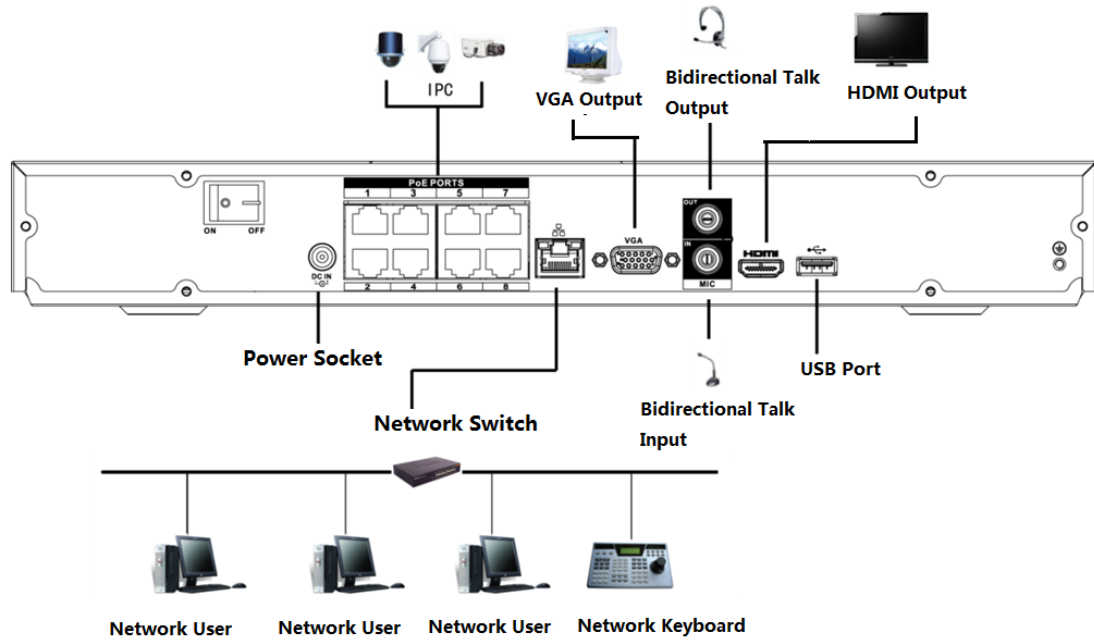 IPC
VGA Output
Bidirectional Talk
Output
HDMI Output
PoE PORTS
1 3 5 7
ON OFF
DC IN
2 4 6 8
VGA
OUT
IN
MIC
HDMI
Power Socket
Network Switch
Bidirectional Talk
Input
USB Port
Network User
Network User
Network User
Network Keyboard